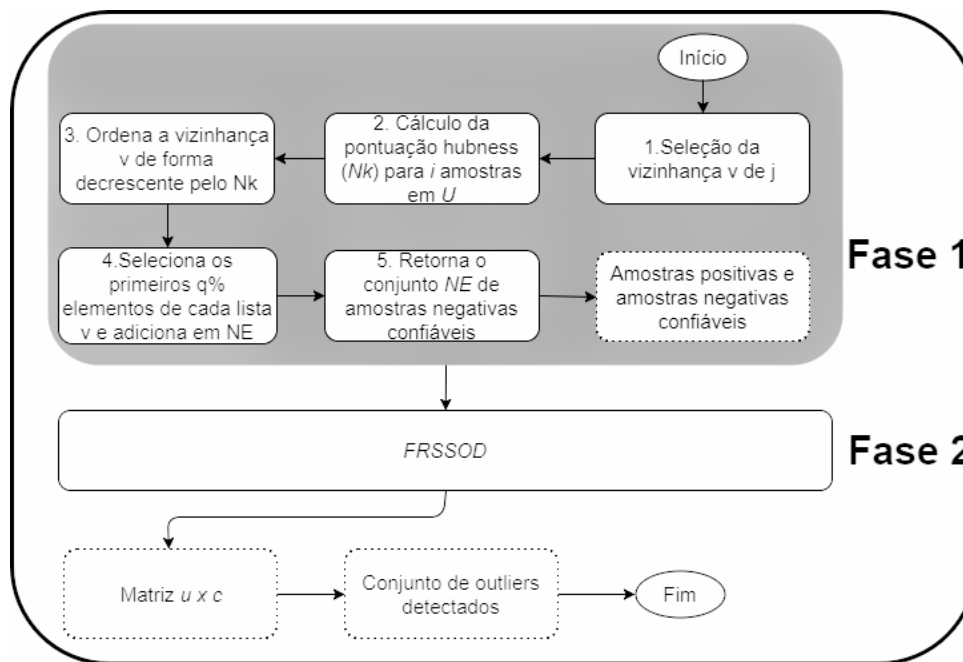 Início
1.Seleção da
vizinhança v de j
2. Cálculo da
pontuação hubness
(Nk) para i amostras
em U
3. Ordena a vizinhança
v de forma
decrescente pelo Nk
4.Seleciona os
primeiros q%
elementos de cada lista
v e adiciona em NE
5. Retorna o
conjunto NE de
amostras negativas
confiáveis
Amostras positivas e
amostras negativas
confiáveis
Fase 1
FRSSOD
Fase 2
Matriz u x c
Conjunto de outliers
detectados
Fim